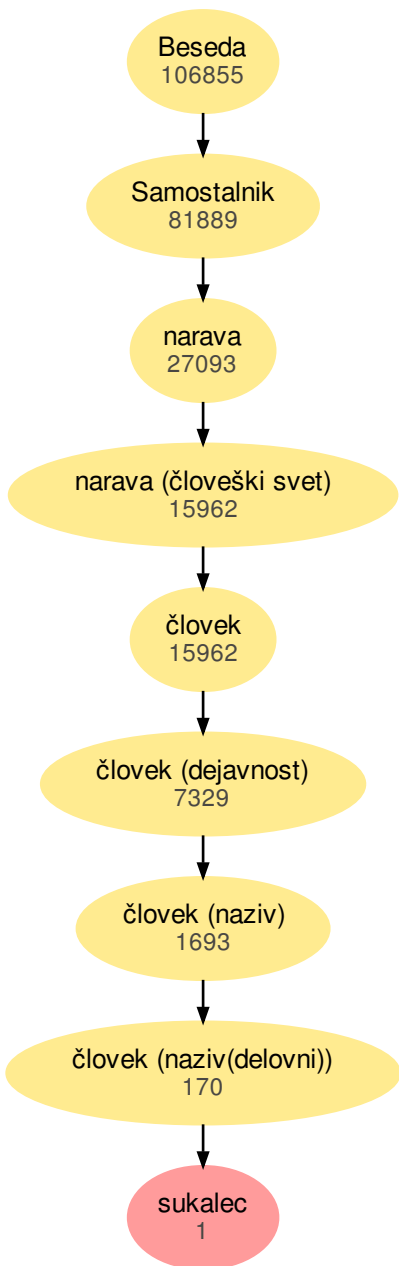 Beseda
106855
Samostalnik
81889
narava
27093
narava (človeški svet)
15962
človek
15962
človek (dejavnost)
7329
človek (naziv)
1693
človek (naziv(delovni))
170
sukalec
1